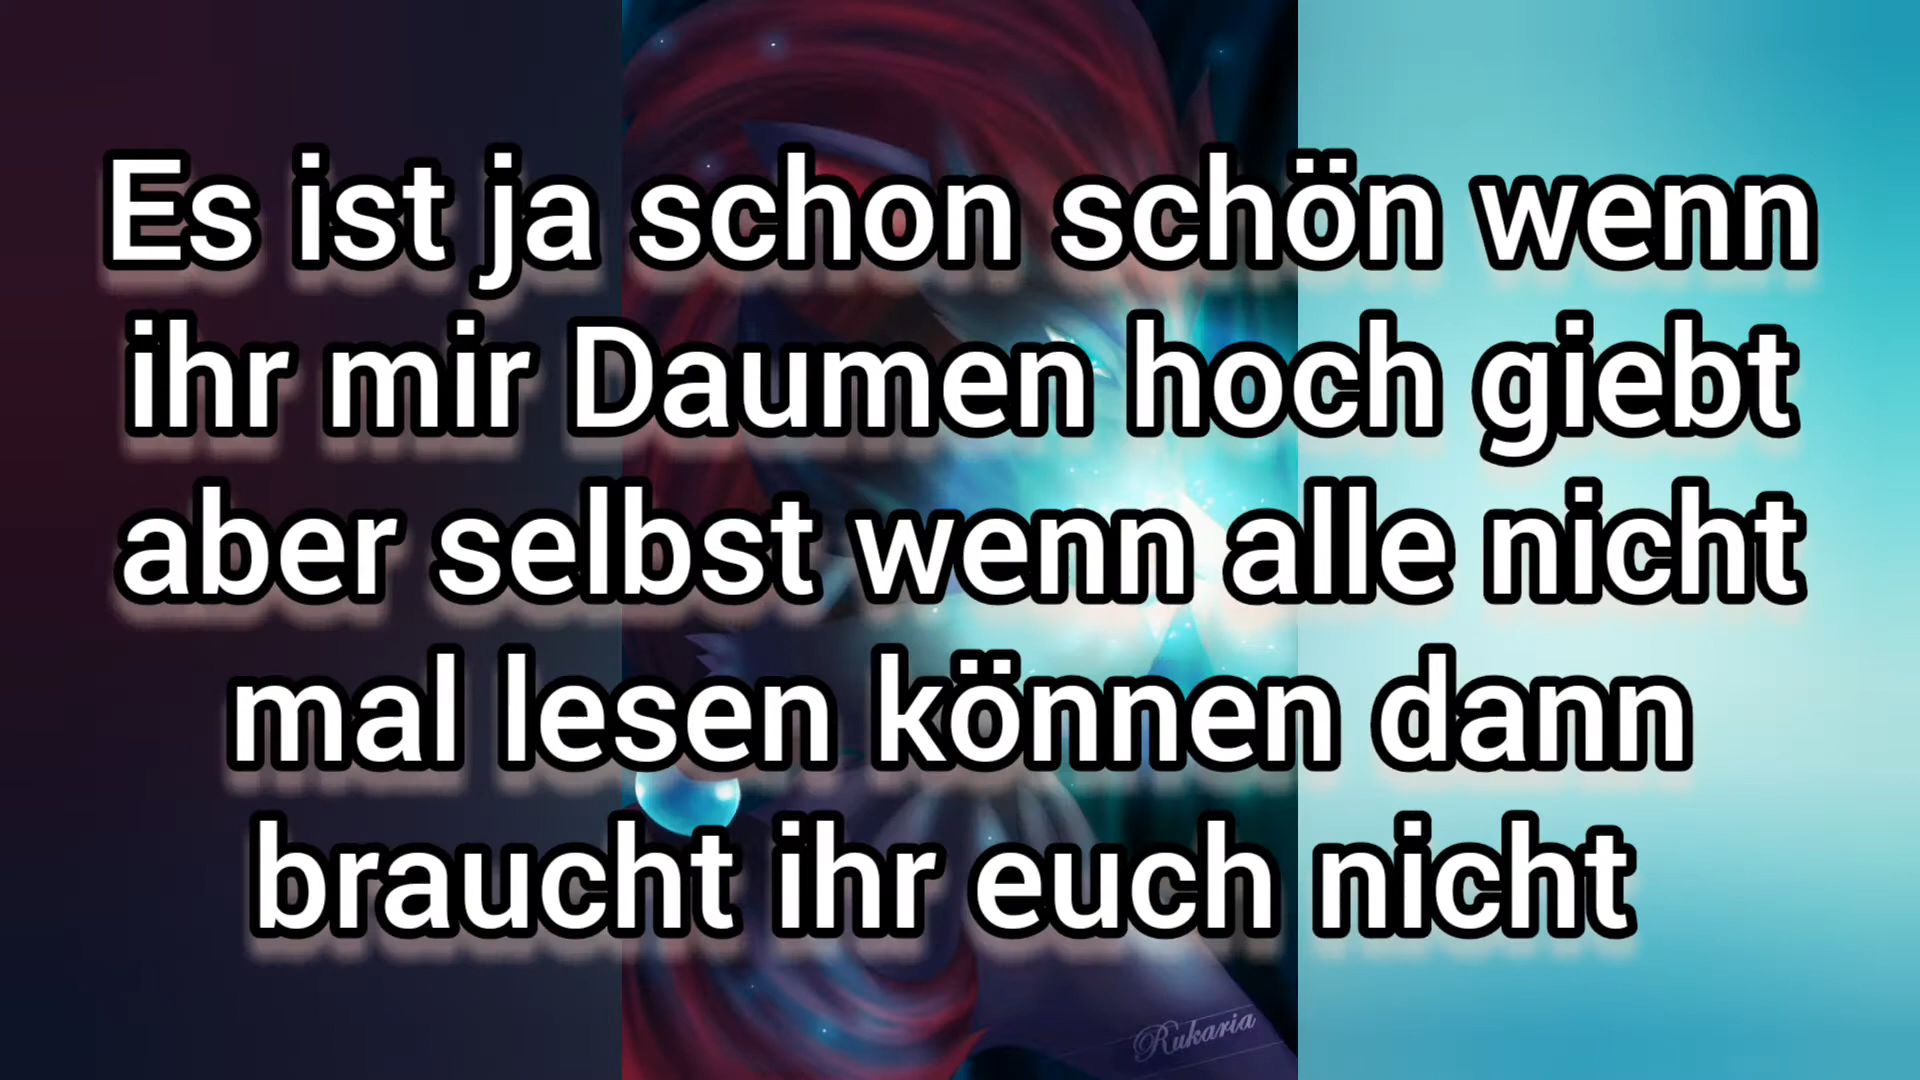 Es ist ja schon schön wenn
ihr mir Daumen hoch giebt
aber selbst wenn alle nicht
mal lesen können dann
braucht ihr euch nicht
Rukaria